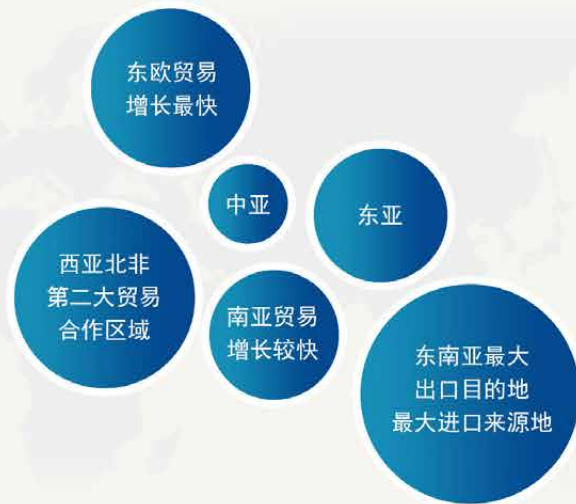 东欧贸易
增长最快
中亚
东亚
西亚北非
第二大贸易
合作区域
南亚贸易
增长较快
东南亚最大
出口目的地
最大进口来源地